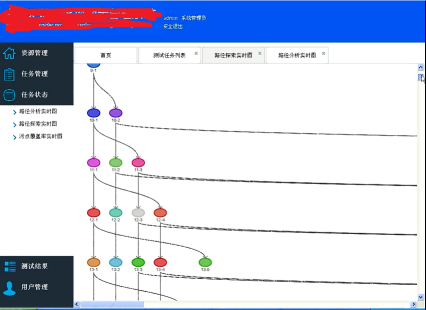 admin 系统管理员
安全退出
资源管理
首页
测试任务列表
路径探索实时图
路径分析实时图
任务管理
任务状态
路径分析实时图
路径探索实时图
污点覆盖率实时图
9-1
10-1 10-2
11-1 11-2 11-3
12-1 12-2 12-3 12-4
13-1 13-2 13-3 13-4 13-6
测试结果
用户管理